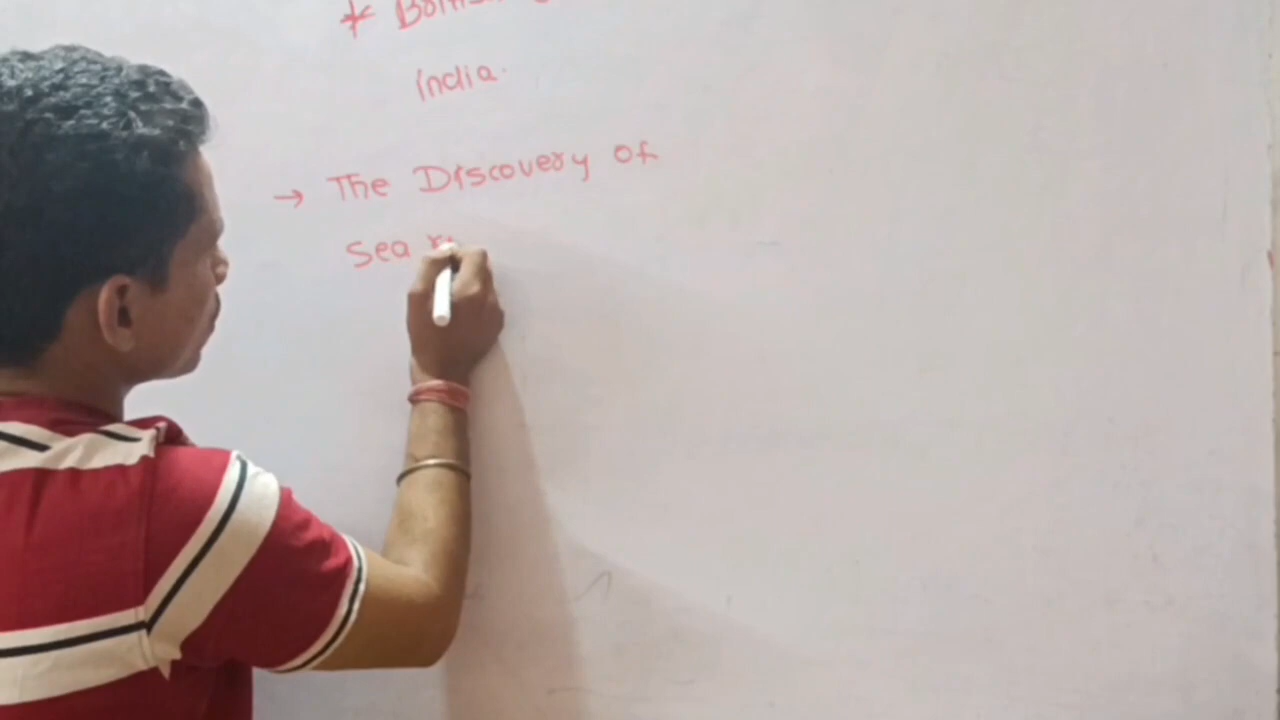 *
india.
→ The Discovery of
Sea